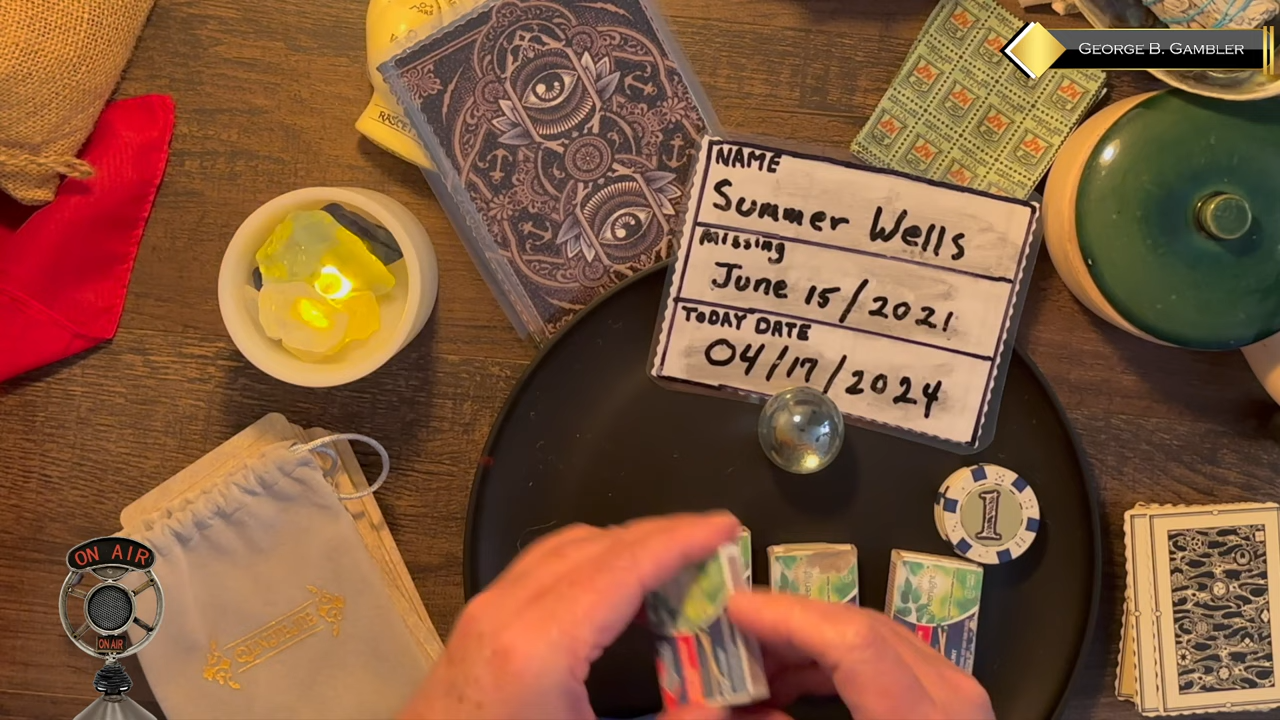 GEORGE B. GAMBLER
NAME
Summer Wells
Missing
June 15/2021
TODAY DATE
04/17/2024
1
ON AIR
ON AIR